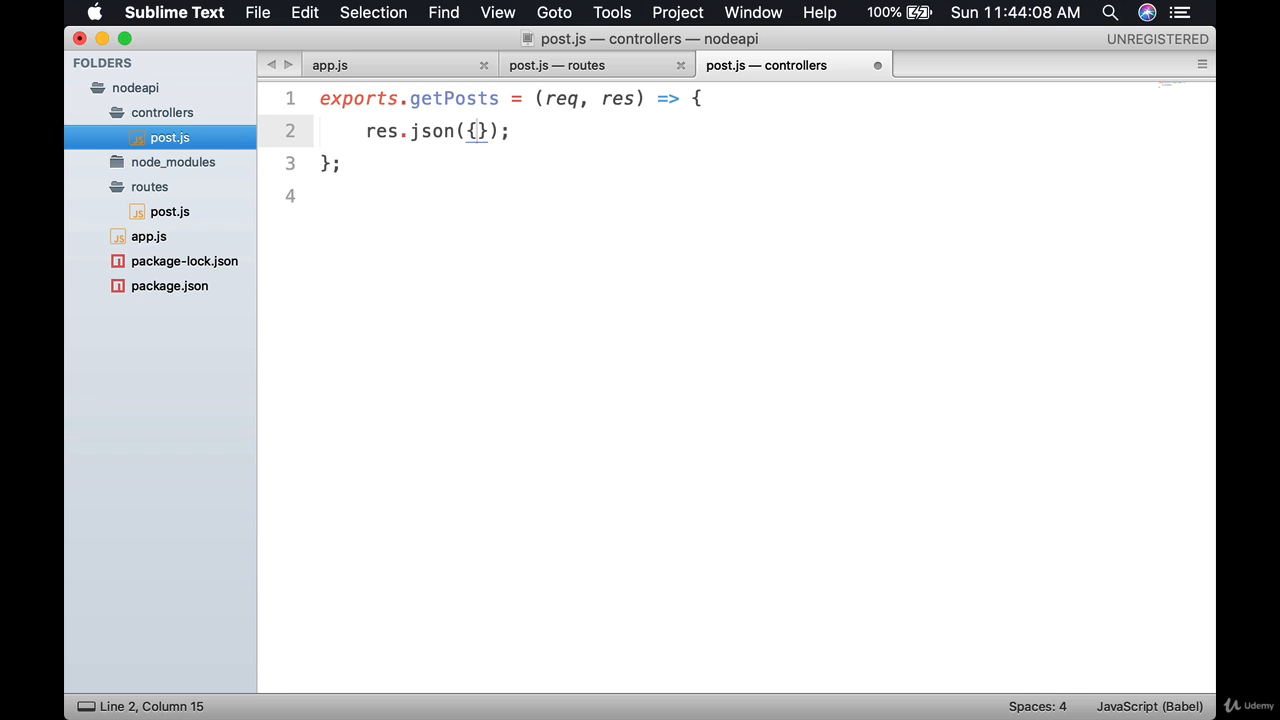 Sublime Text File Edit Selection Find View Goto Tools Project Window Help 100% Sun 11:44:08 AM
post.js — controllers — nodeapi UNREGISTERED
FOLDERS
nodeapi
controllers
post.js
node_modules
routes
post.js
app.js
package-lock.json
package.json
app.js post.js — routes post.js — controllers
1 exports.getPosts = (req, res) => {
2 res.json({});
3 };
4
Line 2, Column 15 Spaces: 4 JavaScript (Babel)
Udemy